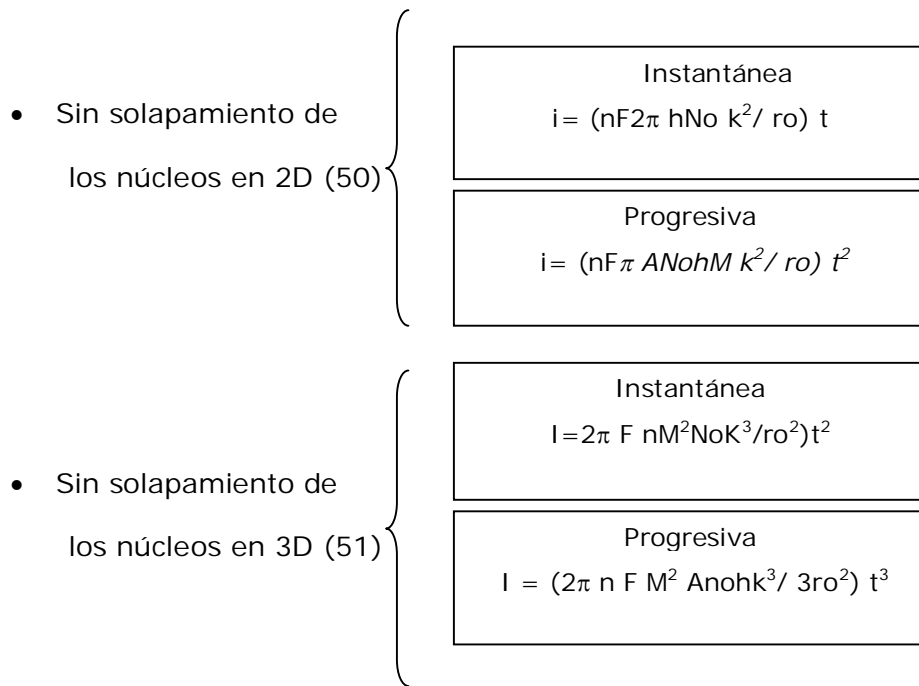 • Sin solapamiento de
los núcleos en 2D (50)
Instantánea
i= (nF2π hNo k²/ ro) t
Progresiva
i= (nFπ ANohM k²/ ro) t²
• Sin solapamiento de
los núcleos en 3D (51)
Instantánea
I=2π F nM²NoK³/ro²)t²
Progresiva
I = (2π n F M² Anohk³/ 3ro²) t³